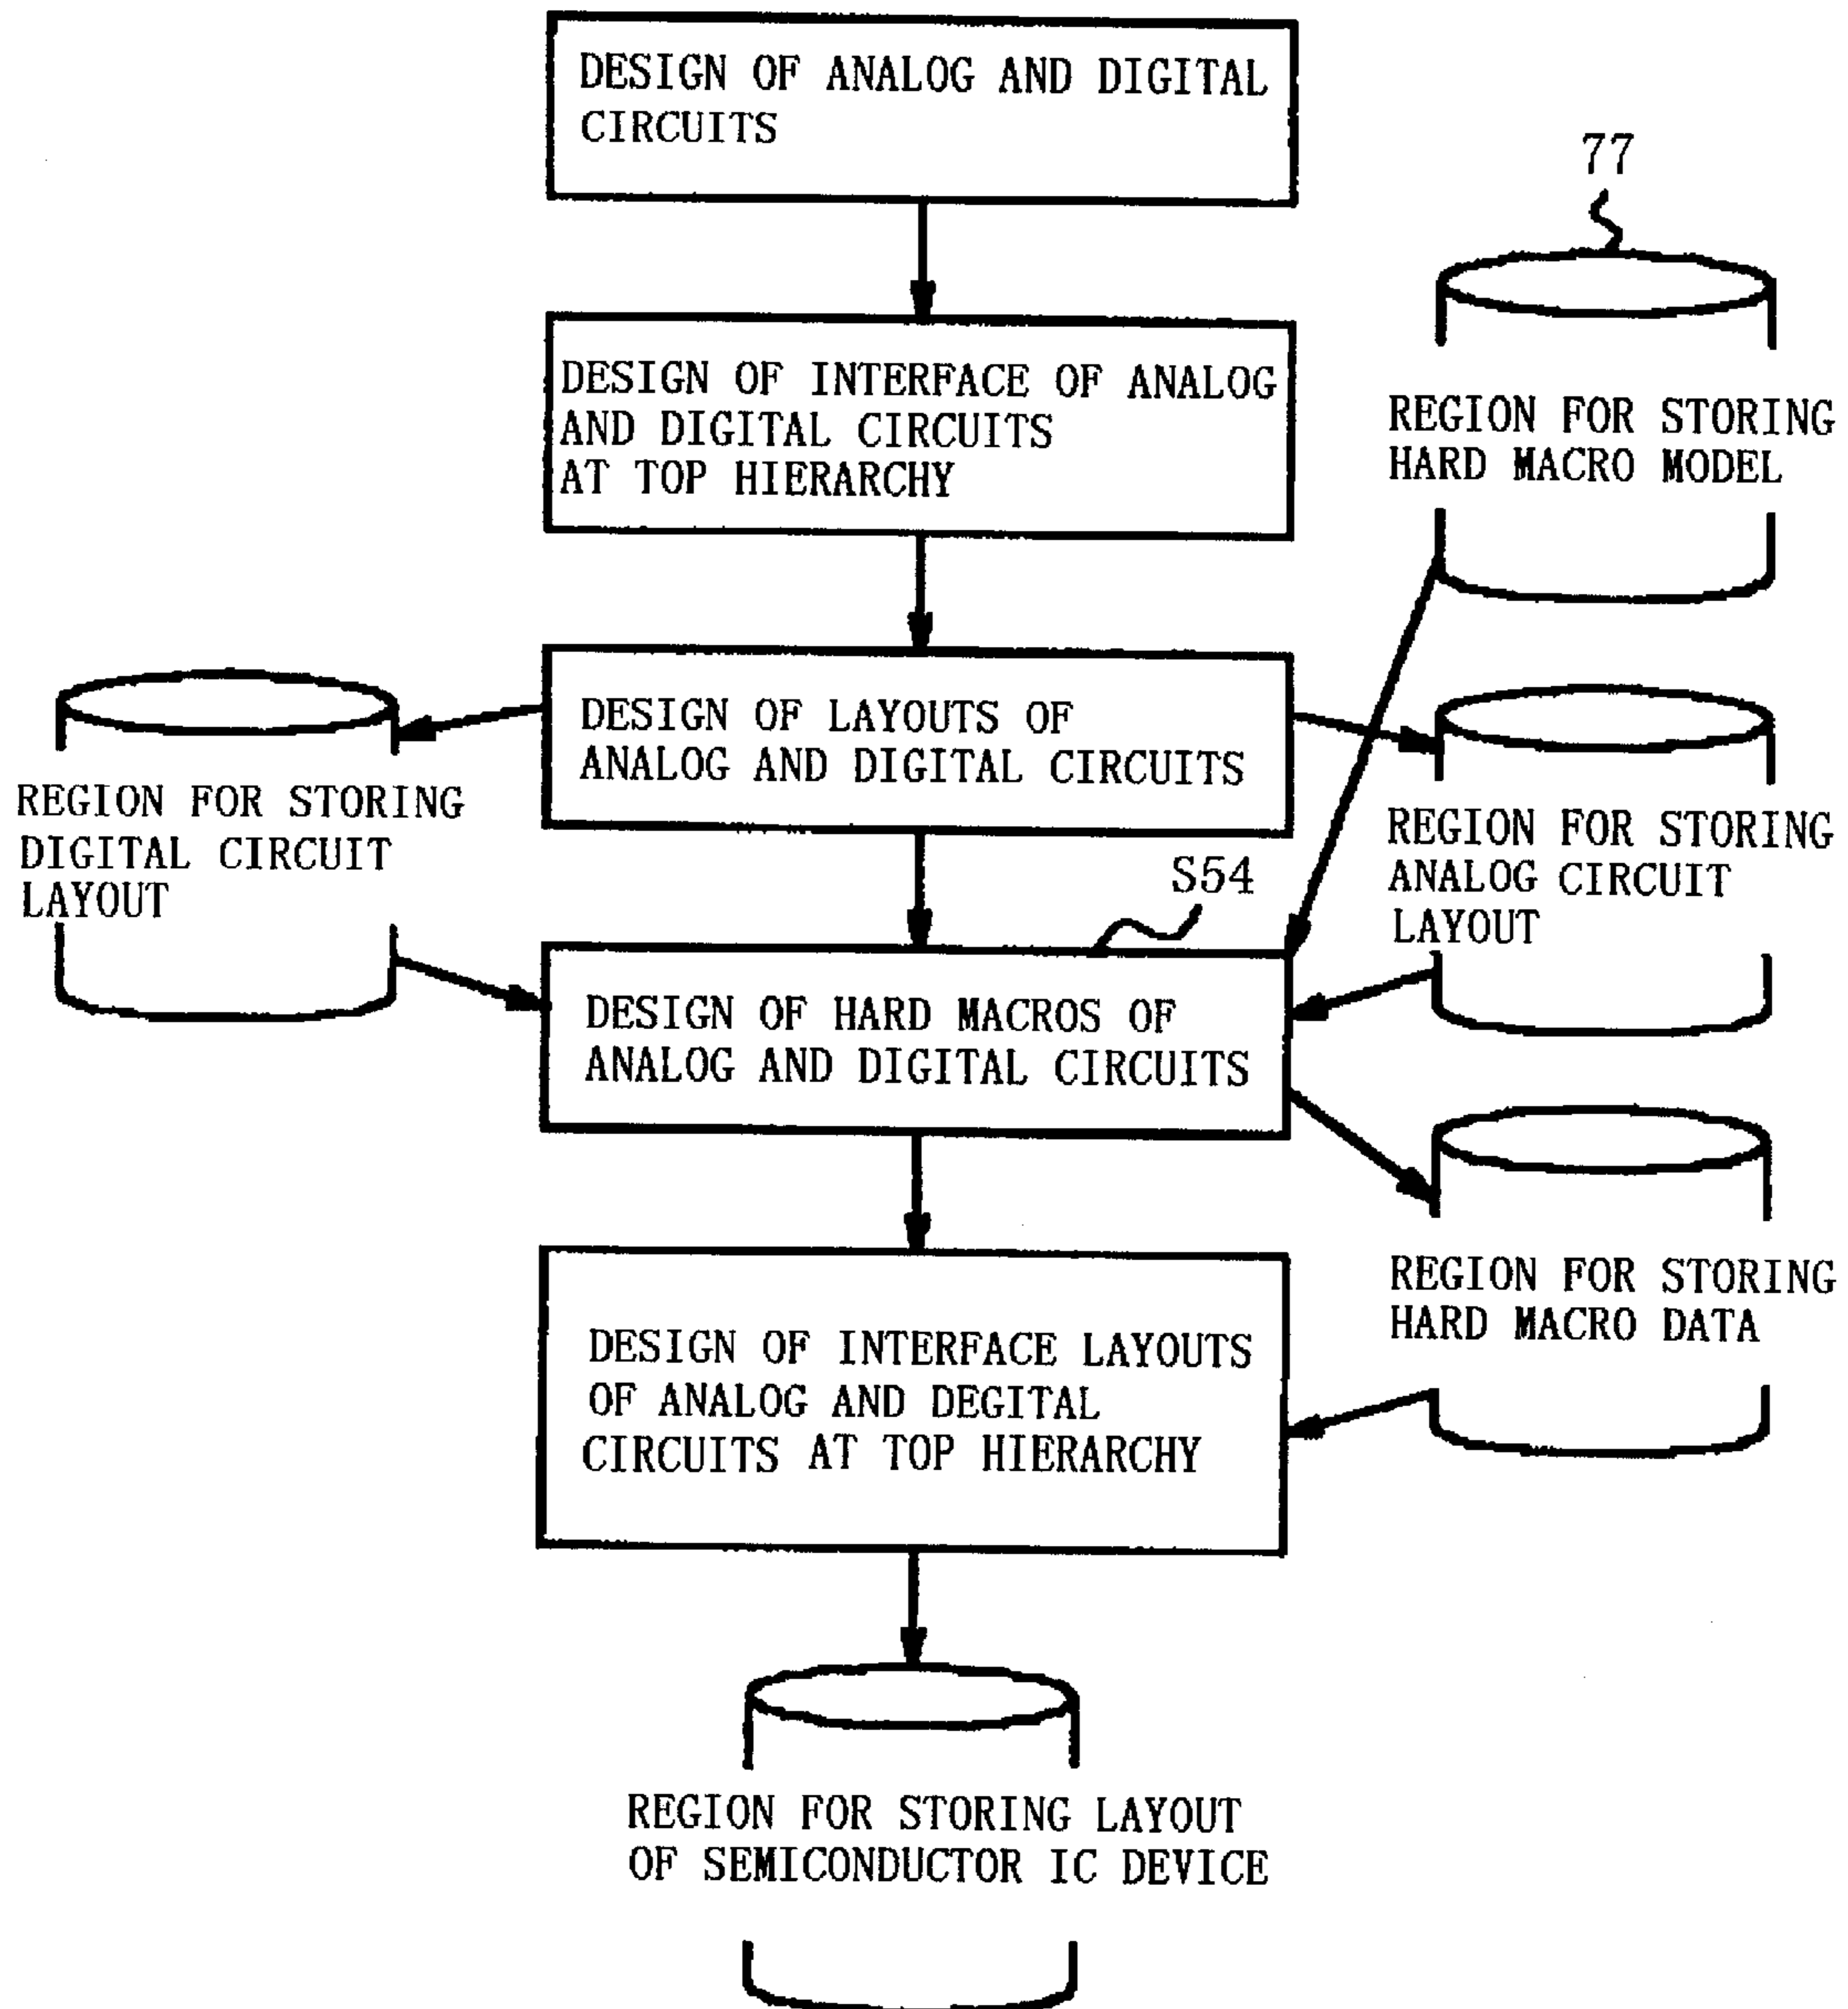 DESIGN OF ANALOG AND DIGITAL
CIRCUITS
77
DESIGN OF INTERFACE OF ANALOG
AND DIGITAL CIRCUITS
AT TOP HIERARCHY
REGION FOR STORING
HARD MACRO MODEL
DESIGN OF LAYOUTS OF
ANALOG AND DIGITAL CIRCUITS
REGION FOR STORING
DIGITAL CIRCUIT
LAYOUT
REGION FOR STORING
ANALOG CIRCUIT
LAYOUT
S54
DESIGN OF HARD MACROS OF
ANALOG AND DIGITAL CIRCUITS
REGION FOR STORING
HARD MACRO DATA
DESIGN OF INTERFACE LAYOUTS
OF ANALOG AND DEGITAL
CIRCUITS AT TOP HIERARCHY
REGION FOR STORING LAYOUT
OF SEMICONDUCTOR IC DEVICE